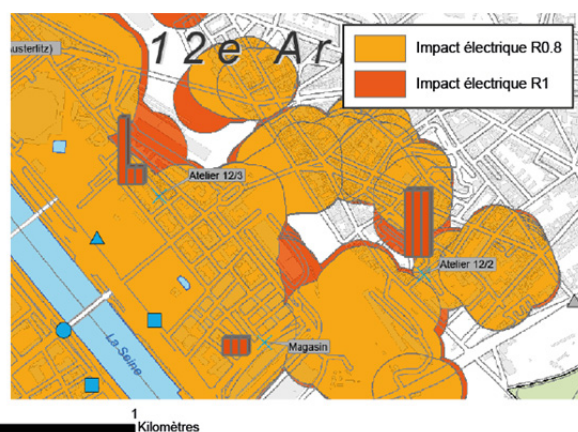 12e Ar
Impact électrique R0.8
Impact électrique R1
usterlitz)
Atelier 12/3
Atelier 12/2
Magasin
La Seine
1
Kilomètres